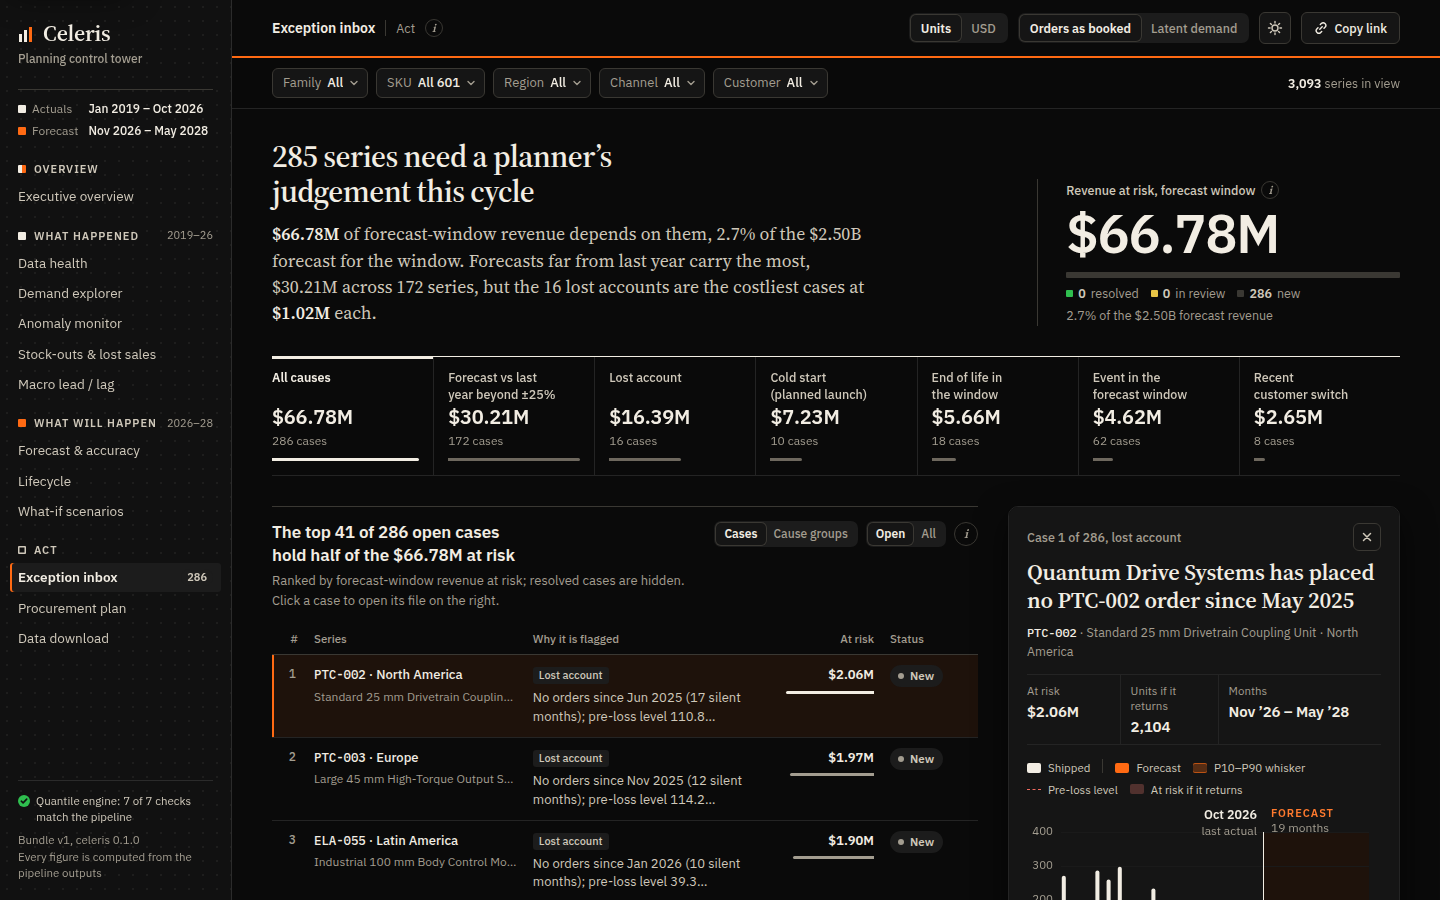 Celeris
Planning control tower
Actuals Jan 2019 – Oct 2026
Forecast Nov 2026 – May 2028
OVERVIEW
Executive overview
WHAT HAPPENED 2019–26
Data health
Demand explorer
Anomaly monitor
Stock-outs & lost sales
Macro lead / lag
WHAT WILL HAPPEN 2026–28
Forecast & accuracy
Lifecycle
What-if scenarios
ACT
Exception inbox 286
Procurement plan
Data download
Quantile engine: 7 of 7 checks
match the pipeline
Bundle v1, celeris 0.1.0
Every figure is computed from the
pipeline outputs
Exception inbox Act i
Units USD
Orders as booked Latent demand
Copy link
Family All
SKU All 601
Region All
Channel All
Customer All
3,093 series in view
285 series need a planner’s
judgement this cycle
$66.78M of forecast-window revenue depends on them, 2.7% of the $2.50B
forecast for the window. Forecasts far from last year carry the most,
$30.21M across 172 series, but the 16 lost accounts are the costliest cases at
$1.02M each.
Revenue at risk, forecast window i
$66.78M
0 resolved 0 in review 286 new
2.7% of the $2.50B forecast revenue
All causes
$66.78M
286 cases
Forecast vs last
year beyond ±25%
$30.21M
172 cases
Lost account
$16.39M
16 cases
Cold start
(planned launch)
$7.23M
10 cases
End of life in
the window
$5.66M
18 cases
Event in the
forecast window
$4.62M
62 cases
Recent
customer switch
$2.65M
8 cases
The top 41 of 286 open cases
hold half of the $66.78M at risk
Cases Cause groups
Open All
i
Ranked by forecast-window revenue at risk; resolved cases are hidden.
Click a case to open its file on the right.
# Series Why it is flagged At risk Status
1 PTC-002 · North America Lost account $2.06M New
Standard 25 mm Drivetrain Couplin… No orders since Jun 2025 (17 silent
months); pre-loss level 110.8…
2 PTC-003 · Europe Lost account $1.97M New
Large 45 mm High-Torque Output S… No orders since Nov 2025 (12 silent
months); pre-loss level 114.2…
3 ELA-055 · Latin America Lost account $1.90M New
Industrial 100 mm Body Control Mo… No orders since Jan 2026 (10 silent
months); pre-loss level 39.3…
Case 1 of 286, lost account
Quantum Drive Systems has placed
no PTC-002 order since May 2025
PTC-002 · Standard 25 mm Drivetrain Coupling Unit · North
America
At risk
$2.06M
Units if it
returns
2,104
Months
Nov ’26 – May ’28
Shipped Forecast P10–P90 whisker
Pre-loss level At risk if it returns
Oct 2026 FORECAST
last actual 19 months
400
300
200